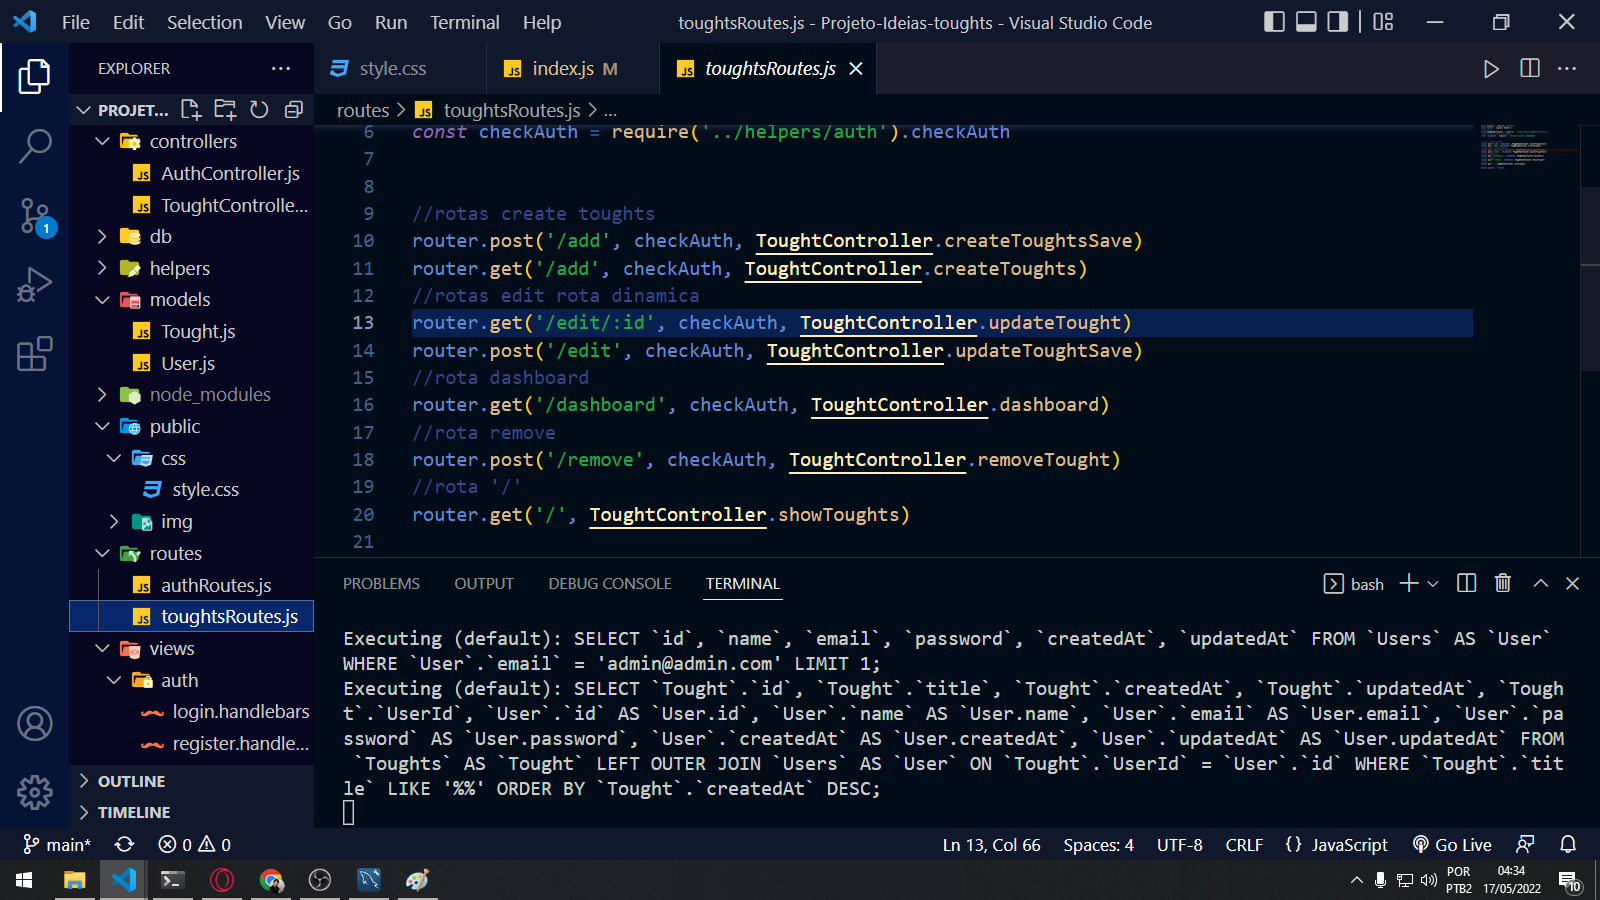 File Edit Selection View Go Run Terminal Help
toughtsRoutes.js - Projeto-Ideias-toughts - Visual Studio Code
EXPLORER
style.css
index.js M
toughtsRoutes.js
PROJET...
routes > toughtsRoutes.js > ...
controllers
AuthController.js
ToughtControlle...
db
helpers
models
Tought.js
User.js
node_modules
public
css
style.css
img
routes
authRoutes.js
toughtsRoutes.js
views
auth
login.handlebars
register.handle...
OUTLINE
TIMELINE
1
6 const checkAuth = require('../helpers/auth').checkAuth
7
8
9 //rotas create toughts
10 router.post('/add', checkAuth, ToughtController.createToughtsSave)
11 router.get('/add', checkAuth, ToughtController.createToughts)
12 //rotas edit rota dinamica
13 router.get('/edit/:id', checkAuth, ToughtController.updateTought)
14 router.post('/edit', checkAuth, ToughtController.updateToughtSave)
15 //rota dashboard
16 router.get('/dashboard', checkAuth, ToughtController.dashboard)
17 //rota remove
18 router.post('/remove', checkAuth, ToughtController.removeTought)
19 //rota '/'
20 router.get('/', ToughtController.showToughts)
21
PROBLEMS OUTPUT DEBUG CONSOLE TERMINAL
bash
Executing (default): SELECT `id`, `name`, `email`, `password`, `createdAt`, `updatedAt` FROM `Users` AS `User`
WHERE `User`.`email` = 'admin@admin.com' LIMIT 1;
Executing (default): SELECT `Tought`.`id`, `Tought`.`title`, `Tought`.`createdAt`, `Tought`.`updatedAt`, `Tough
t`.`UserId`, `User`.`id` AS `User.id`, `User`.`name` AS `User.name`, `User`.`email` AS `User.email`, `User`.`pa
ssword` AS `User.password`, `User`.`createdAt` AS `User.createdAt`, `User`.`updatedAt` AS `User.updatedAt` FROM
`Toughts` AS `Tought` LEFT OUTER JOIN `Users` AS `User` ON `Tought`.`UserId` = `User`.`id` WHERE `Tought`.`tit
le` LIKE '%%' ORDER BY `Tought`.`createdAt` DESC;
main* 0 0
Ln 13, Col 66 Spaces: 4 UTF-8 CRLF {} JavaScript Go Live
POR
PTB2
04:34
17/05/2022
10